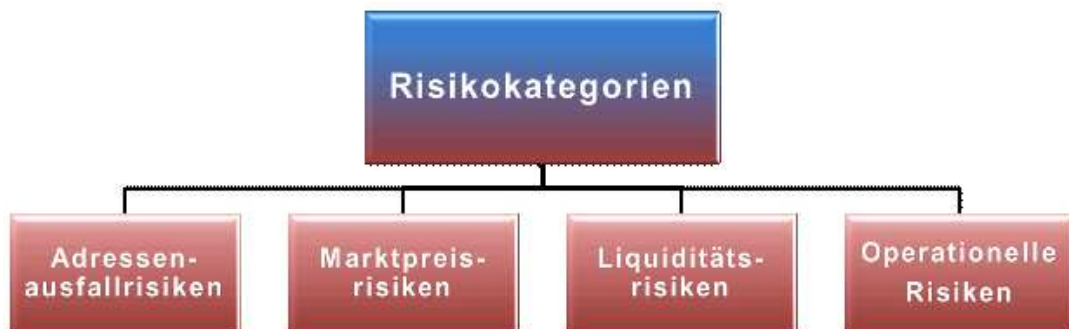 Risikokategorien
Adressen-
ausfallrisiken
Marktpreis-
risiken
Liquiditäts-
risiken
Operationelle
Risiken